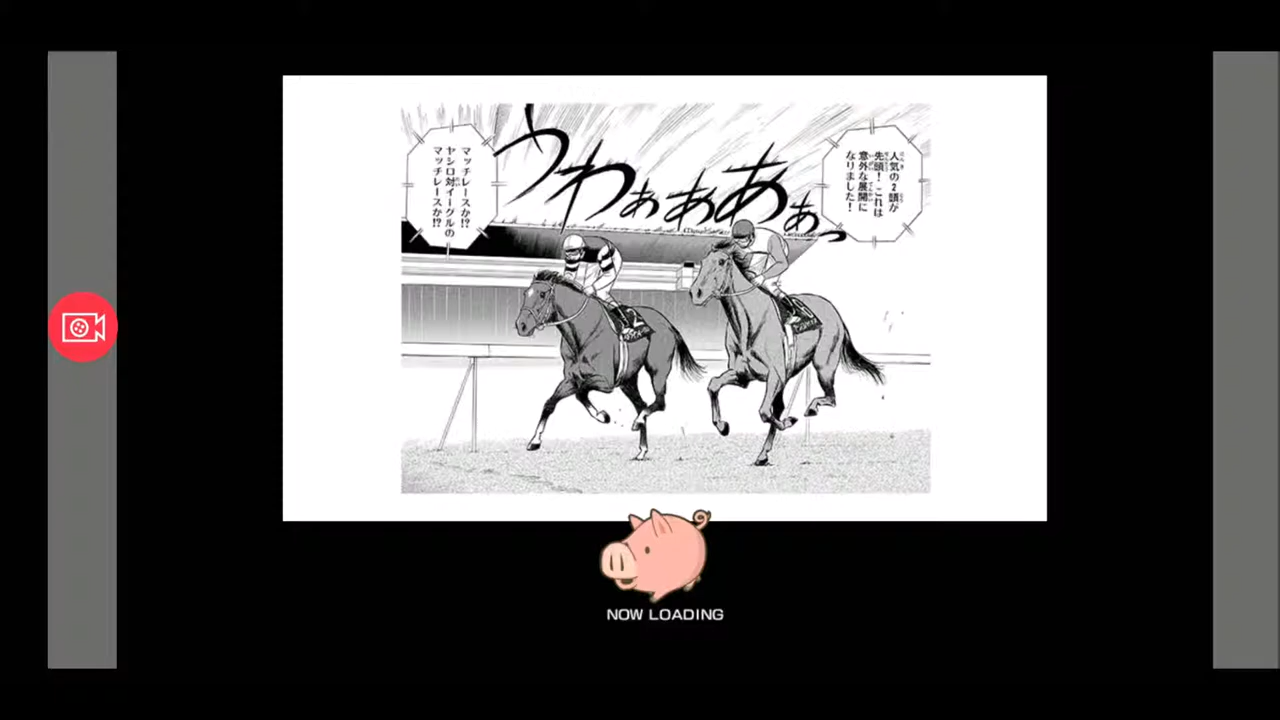 人気の2頭が
先頭！これは
意外な展開に
なりました！
うわぁぁあぁっ
マッチレースか!?
ヤシロ対イーグルの
マッチレースか!?
NOW LOADING